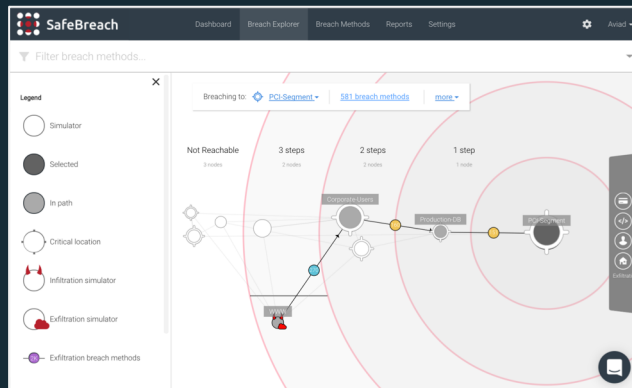 SafeBreach
Dashboard
Breach Explorer
Breach Methods
Reports
Settings
Aviad
Filter breach methods...
Legend
Simulator
Selected
In path
Critical location
Infiltration simulator
Exfiltration simulator
Exfiltration breach methods
Breaching to:
PCI-Segment
581 breach methods
more
Not Reachable
3 steps
2 steps
1 step
2 nodes
2 nodes
1 node
Corporate-Users
Production-DB
PCI-Segment